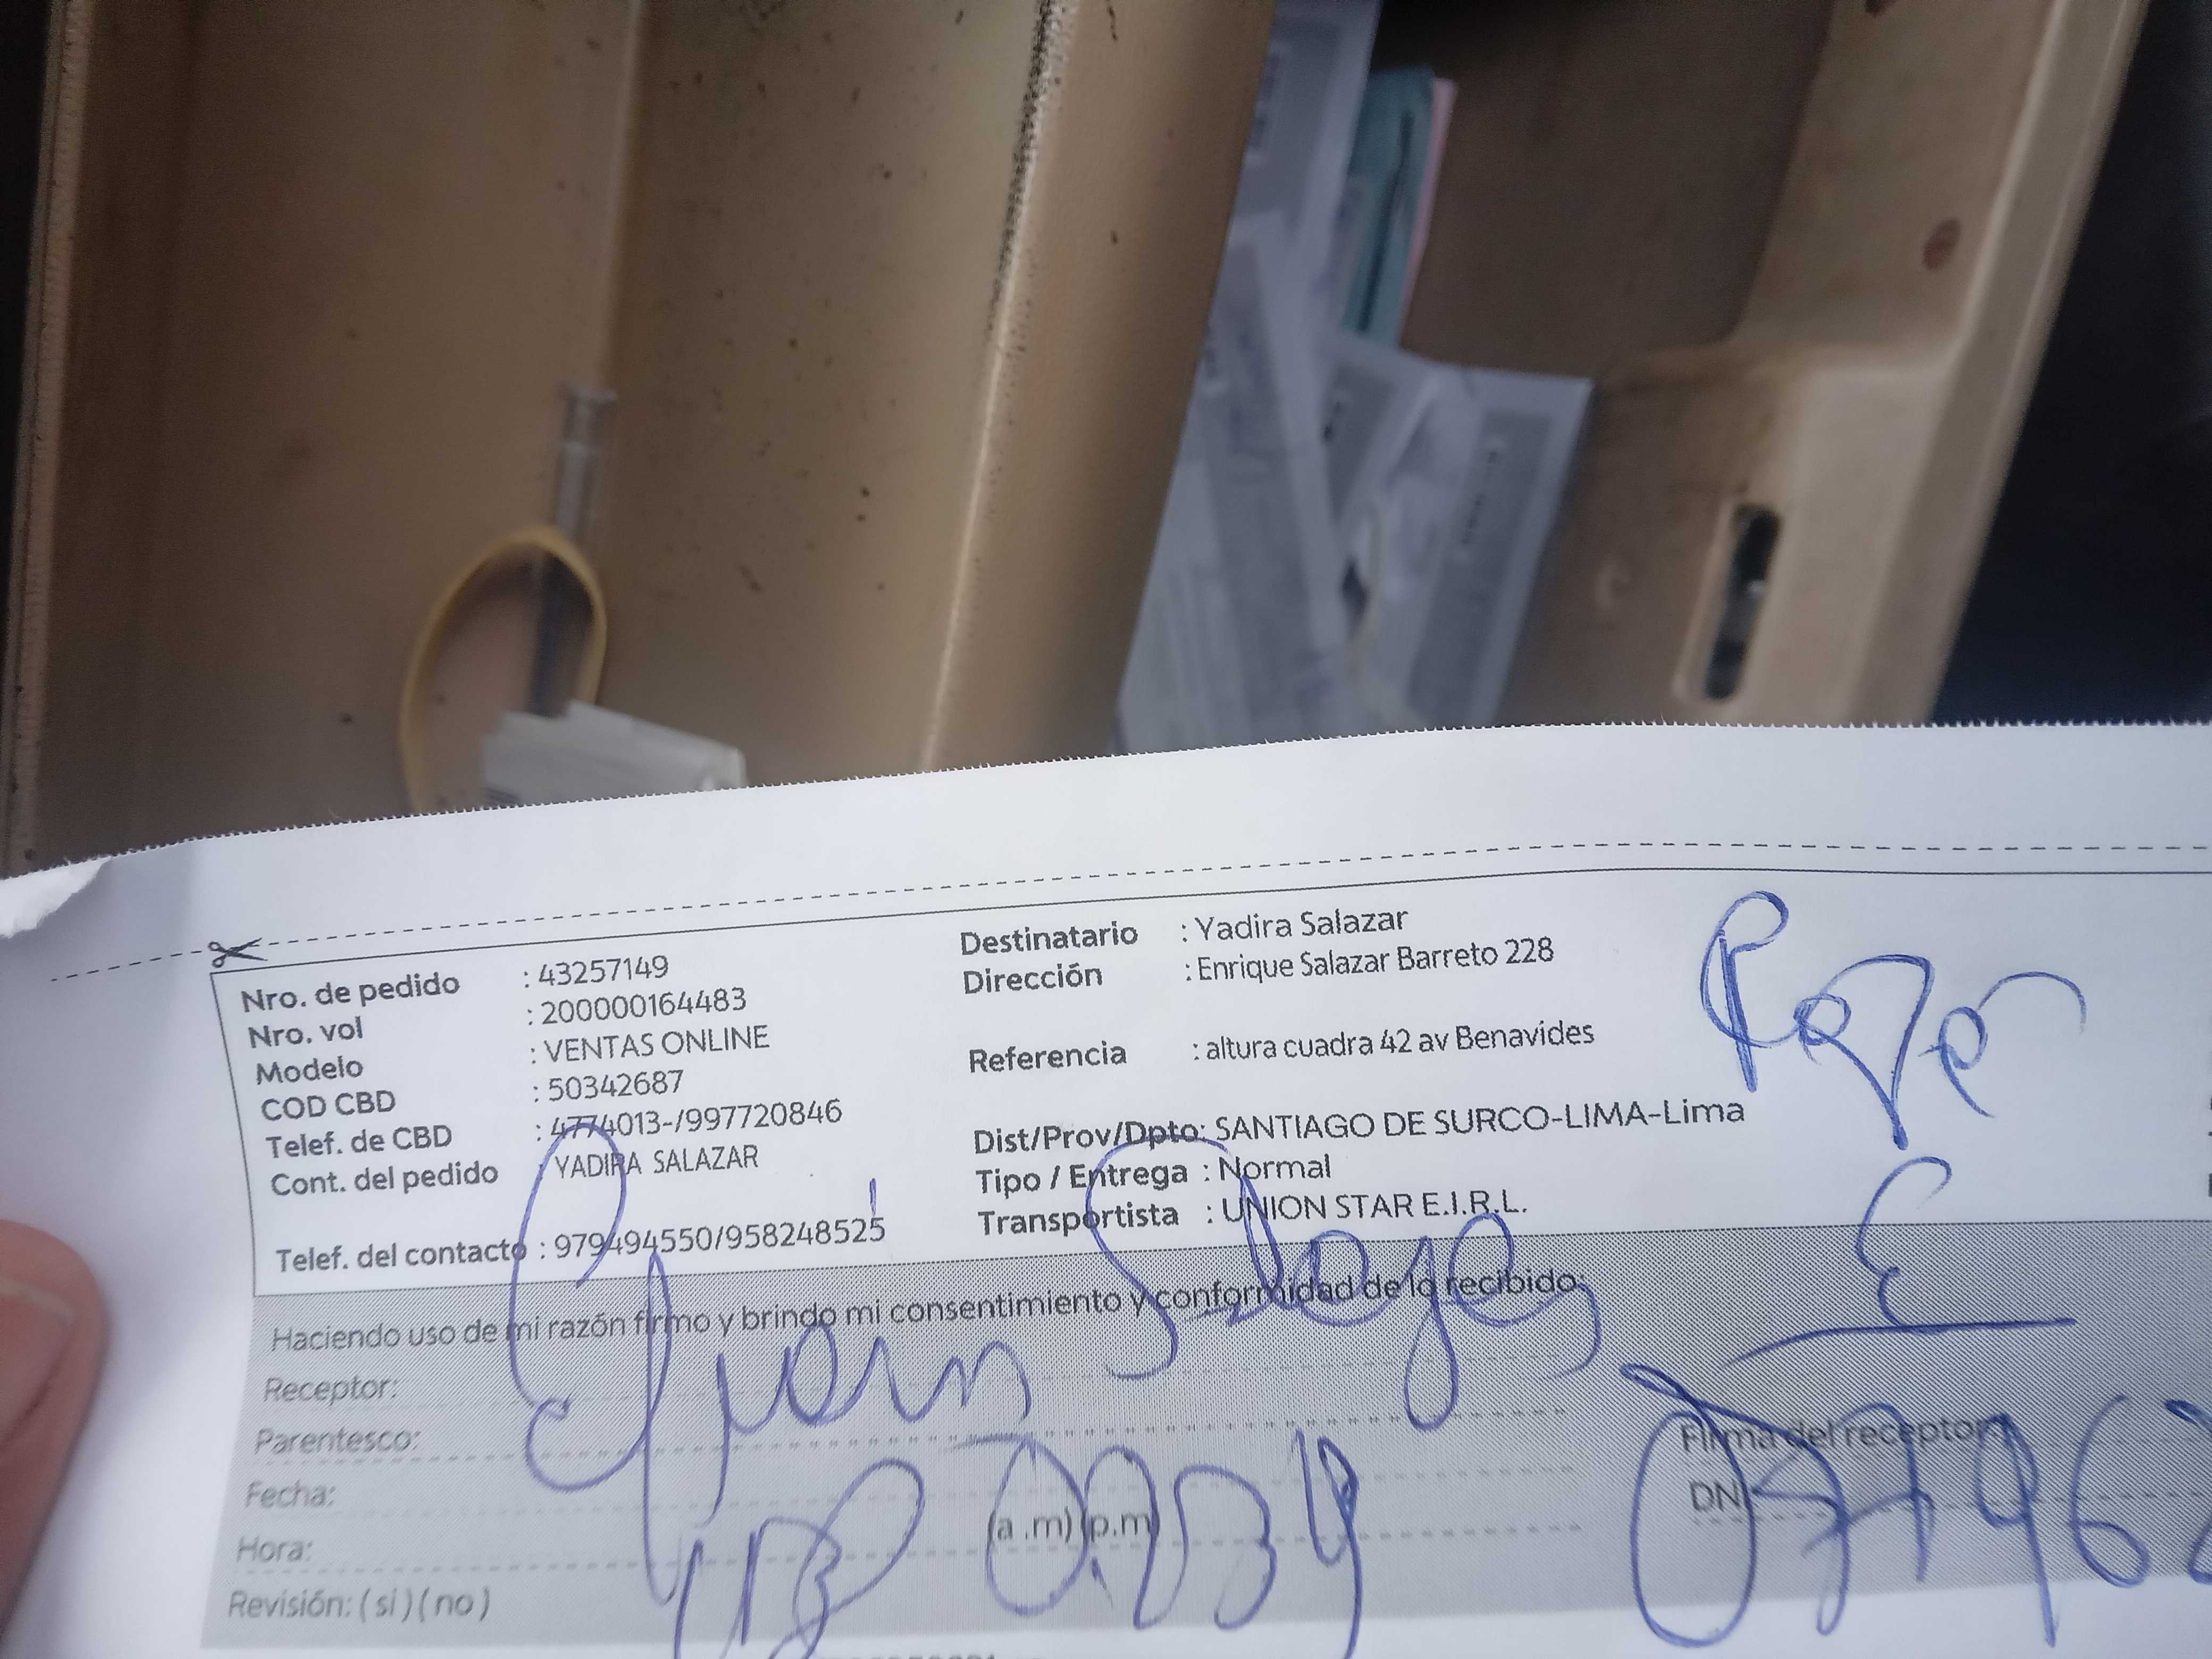 Nro. de pedido : 43257149
Nro. vol : 200000164483
Modelo : VENTAS ONLINE
COD CBD : 50342687
Telef. de CBD : 4774013-/997720846
Cont. del pedido : YADIRA SALAZAR
Telef. del contacto : 979494550/958248525
Destinatario : Yadira Salazar
Dirección : Enrique Salazar Barreto 228
Referencia : altura cuadra 42 av Benavides
Dist/Prov/Dpto: SANTIAGO DE SURCO-LIMA-Lima
Tipo / Entrega : Normal
Transportista : UNION STAR E.I.R.L.
Haciendo uso de mi razón firmo y brindo mi consentimiento y conformidad de lo recibido:
Receptor:
Parentesco:
Fecha:
Hora: (a .m) (p.m)
Revisión: ( si ) ( no )
Firma del receptor
DNI